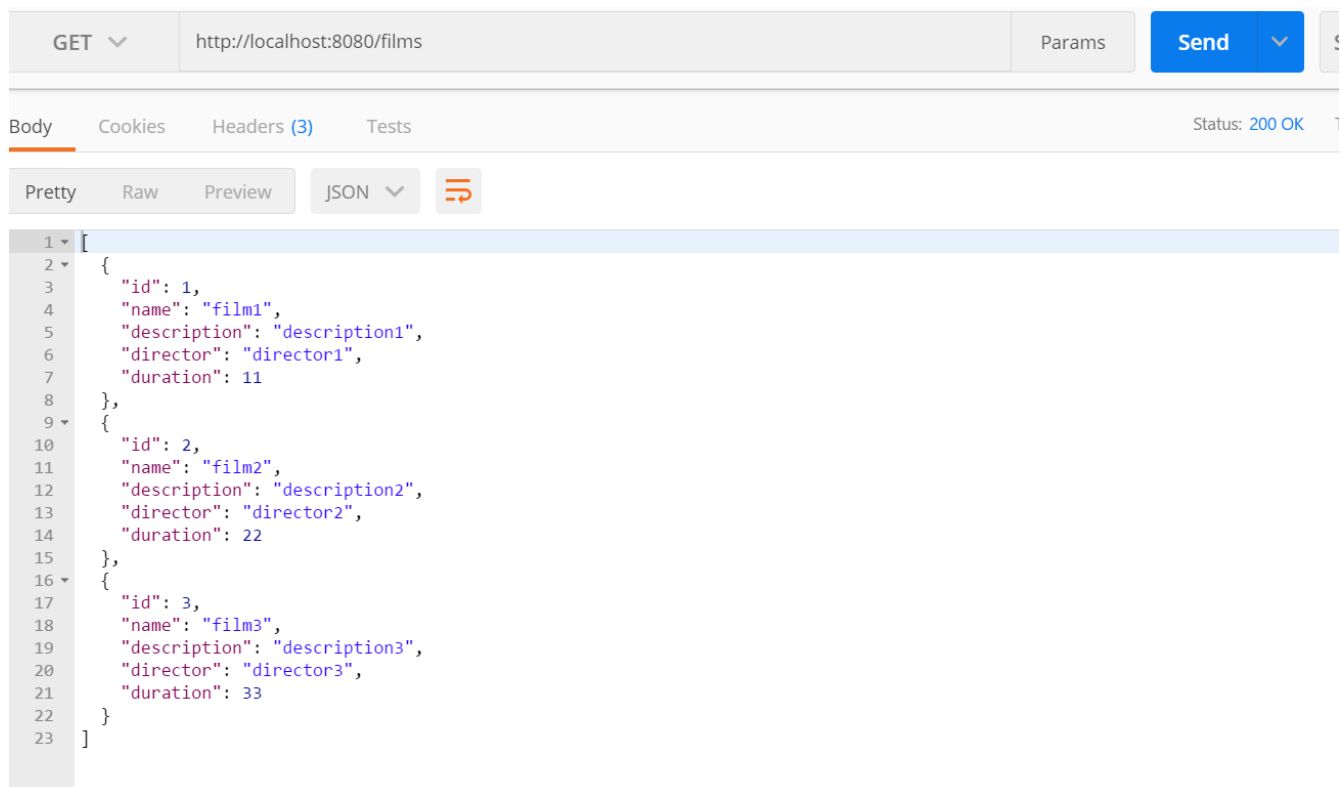 GET http://localhost:8080/films Params Send
Body Cookies Headers (3) Tests Status: 200 OK
Pretty Raw Preview JSON
1 [
2 {
3 "id": 1,
4 "name": "film1",
5 "description": "description1",
6 "director": "director1",
7 "duration": 11
8 },
9 {
10 "id": 2,
11 "name": "film2",
12 "description": "description2",
13 "director": "director2",
14 "duration": 22
15 },
16 {
17 "id": 3,
18 "name": "film3",
19 "description": "description3",
20 "director": "director3",
21 "duration": 33
22 }
23 ]